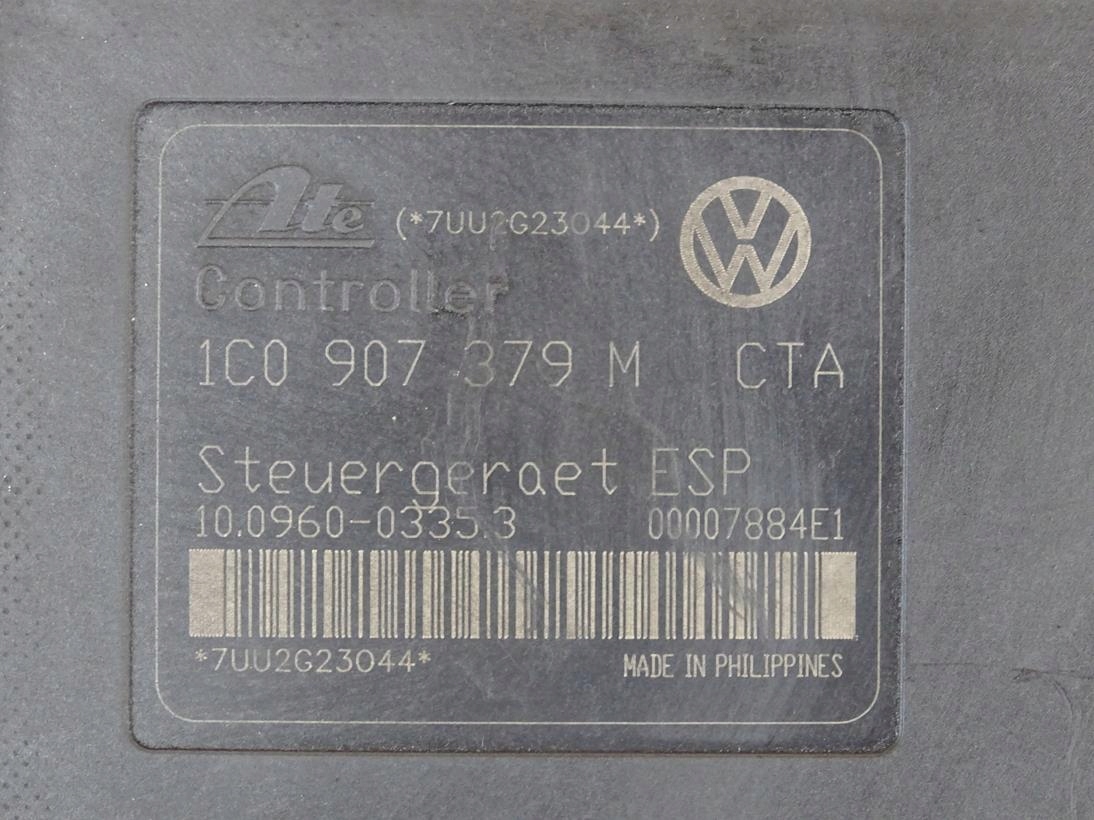 Ate (*7UU2G23044*)
Controller
1C0 907 379 M CTA
Steuergeraet ESP
10.0960-0335.3 00007884E1
*7UU2G23044* MADE IN PHILIPPINES